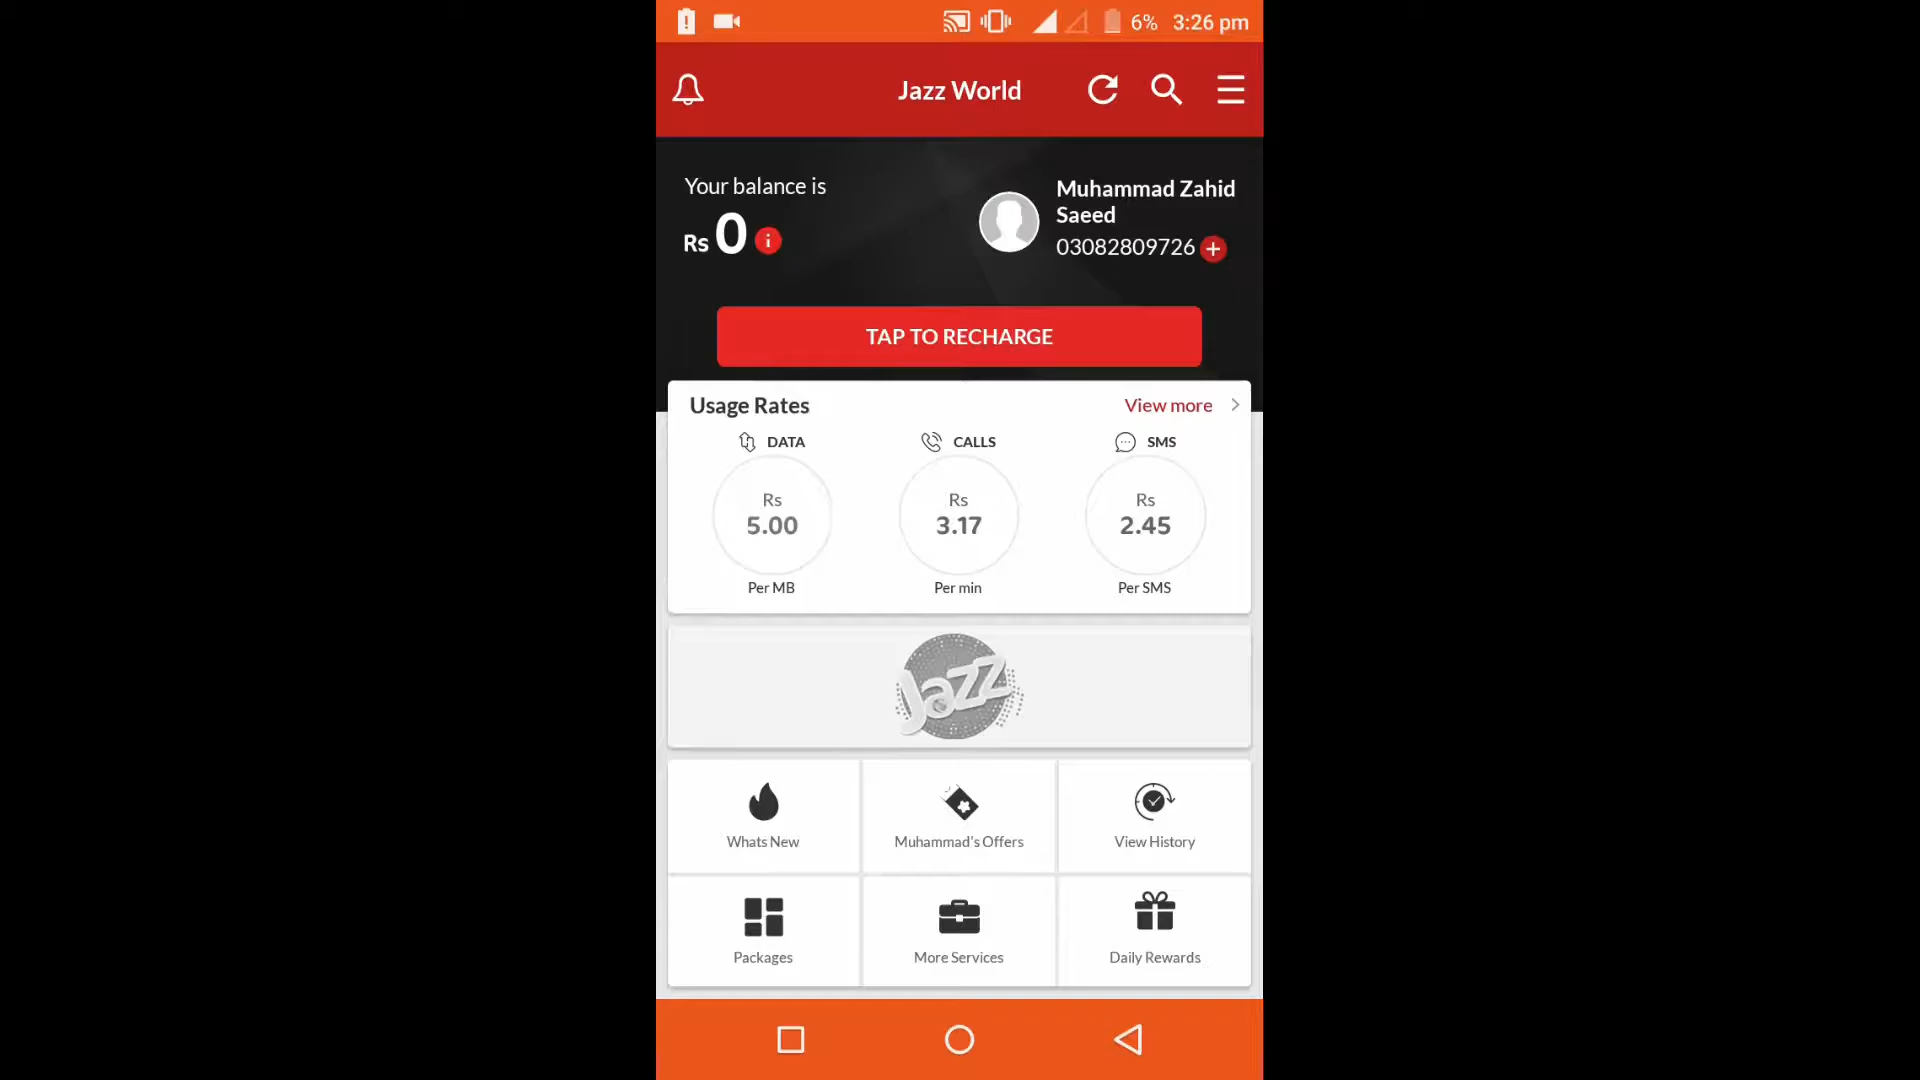 6% 3:26 pm
Jazz World
Your balance is
Rs 0
Muhammad Zahid
Saeed
03082809726
TAP TO RECHARGE
Usage Rates
View more
DATA
CALLS
SMS
Rs
5.00
Per MB
Rs
3.17
Per min
Rs
2.45
Per SMS
Jazz
Whats New
Muhammad's Offers
View History
Packages
More Services
Daily Rewards